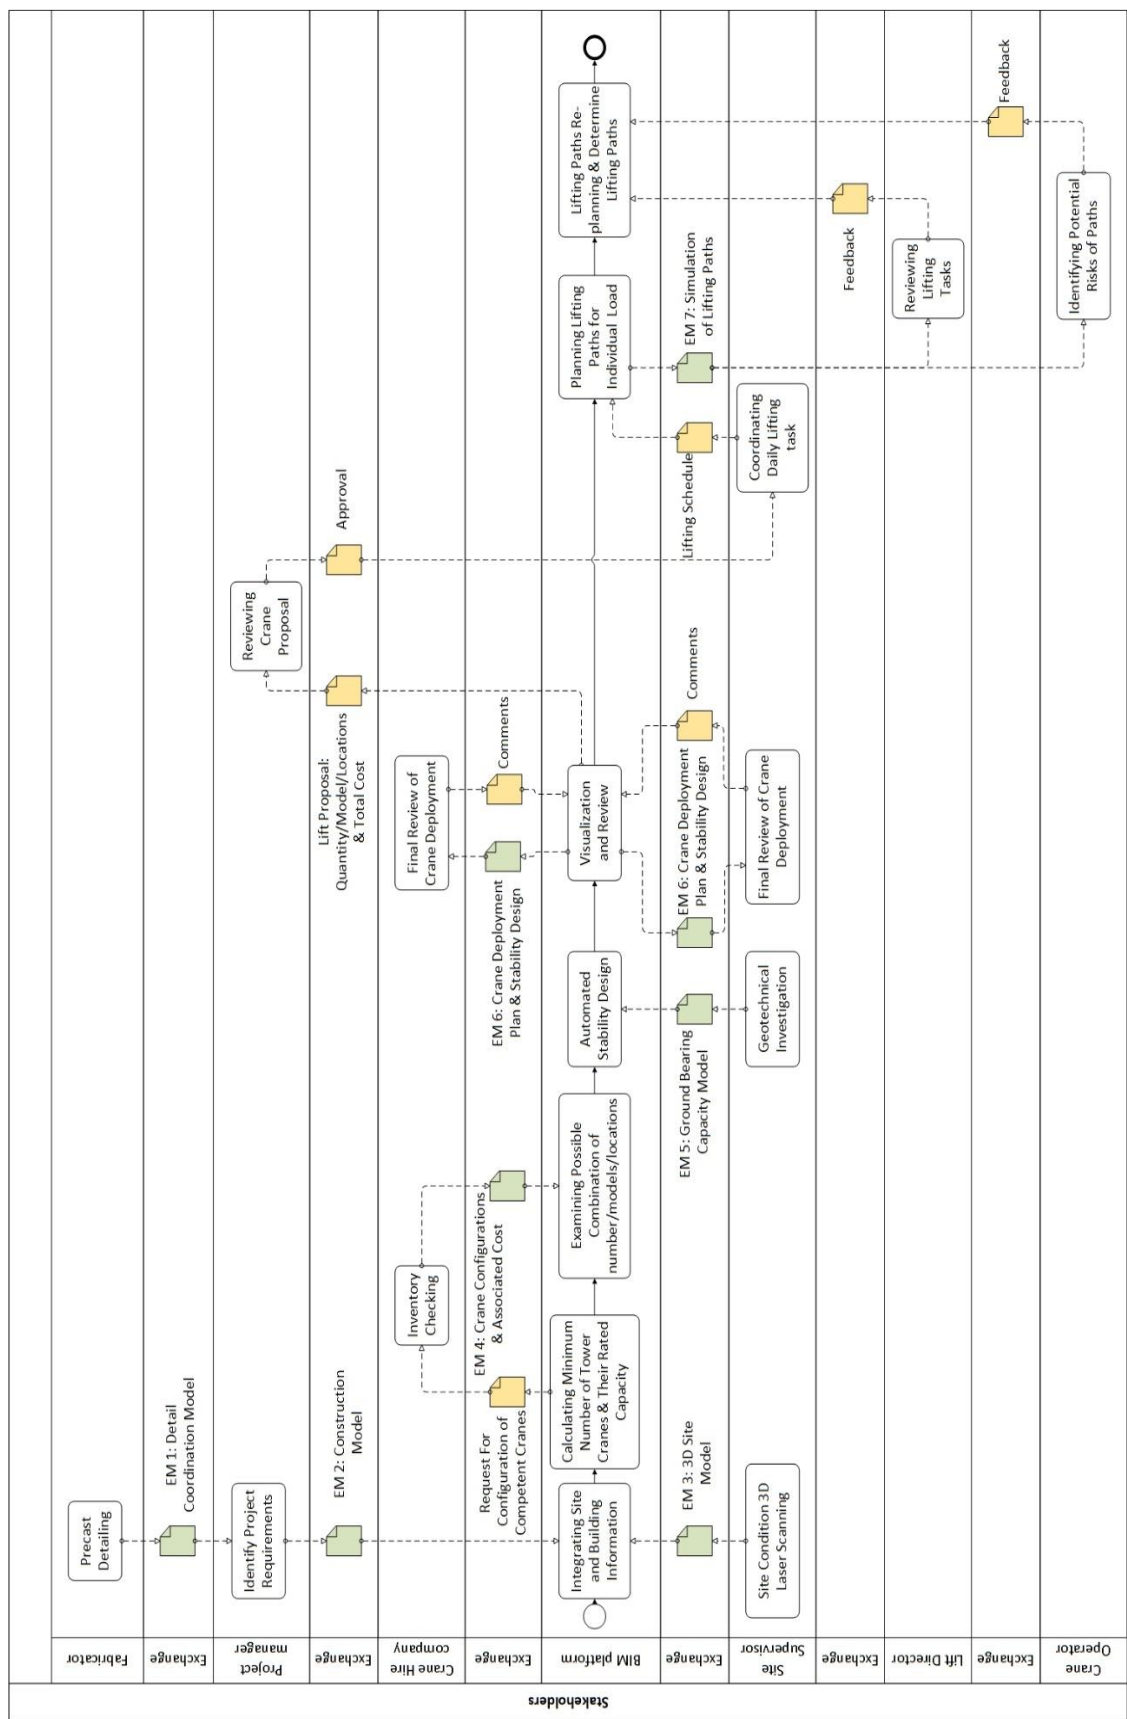 Stakeholders
Fabricator
Precast
Detailing
Exchange
EM 1: Detail
Coordination Model
Project
manager
Identify Project
Requirements
Reviewing
Crane
Proposal
Exchange
EM 2: Construction
Model
Lift Proposal:
Quantity/Model/Locations
& Total Cost
Approval
Crane Hire
company
Inventory
Checking
Final Review of
Crane Deployment
Exchange
Request For
Configuration of
Competent Cranes
EM 4: Crane Configurations
& Associated Cost
EM 6: Crane Deployment
Plan & Stability Design
Comments
BIM platform
Integrating Site
and Building
Information
Calculating Minimum
Number of Tower
Cranes & Their Rated
Capacity
Examining Possible
Combination of
number/models/locations
Automated
Stability Design
Visualization
and Review
Planning Lifting
Paths for
Individual Load
Lifting Paths Re-
planning & Determine
Lifting Paths
Exchange
EM 3: 3D Site
Model
EM 5: Ground Bearing
Capacity Model
EM 6: Crane Deployment
Plan & Stability Design
Comments
Lifting Schedule
EM 7: Simulation
of Lifting Paths
Site
Supervisor
Site Condition 3D
Laser Scanning
Geotechnical
Investigation
Final Review of Crane
Deployment
Coordinating
Daily Lifting
task
Exchange
Feedback
Lift Director
Reviewing
Lifting
Tasks
Exchange
Feedback
Crane
Operator
Identifying Potential
Risks of Paths